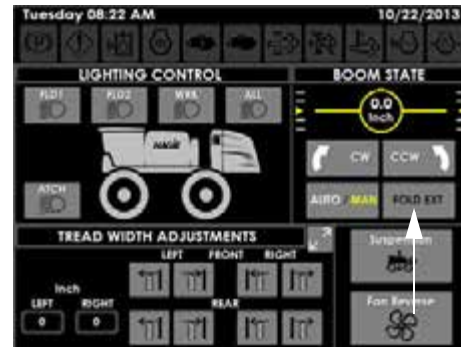 Tuesday 08:22 AM 10/22/2013
LIGHTING CONTROL
BOOM STATE
FLD1 FLD2 WRK ALL
0.0
Inch
CW CCW
ATCH
AUTO / MAN FOLD EXT
TREAD WIDTH ADJUSTMENTS
LEFT FRONT RIGHT
Suspension
Inch
LEFT RIGHT
REAR
0 0
Fan Reverse